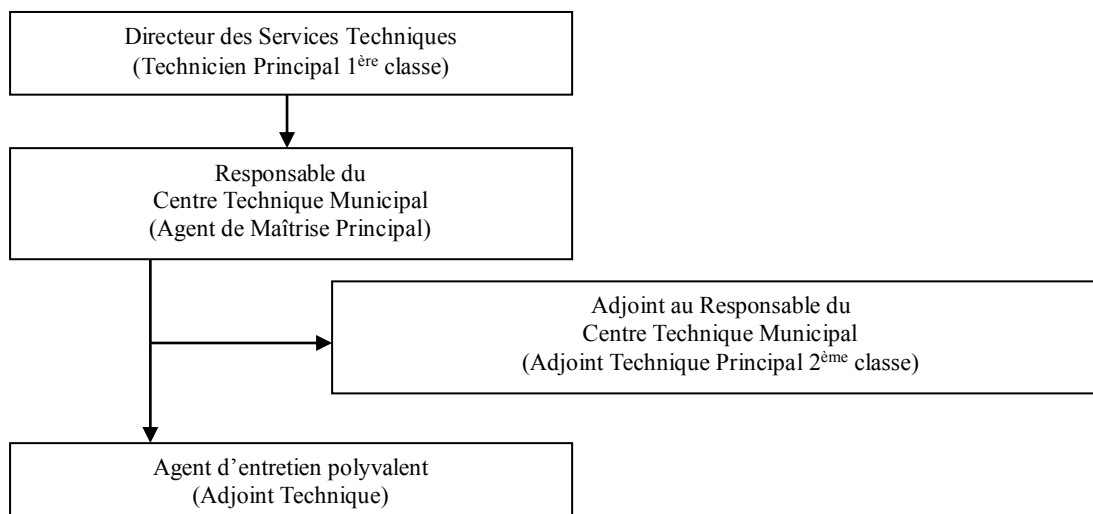 Directeur des Services Techniques
(Technicien Principal 1ère classe)
Responsable du
Centre Technique Municipal
(Agent de Maîtrise Principal)
Adjoint au Responsable du
Centre Technique Municipal
(Adjoint Technique Principal 2ème classe)
Agent d’entretien polyvalent
(Adjoint Technique)